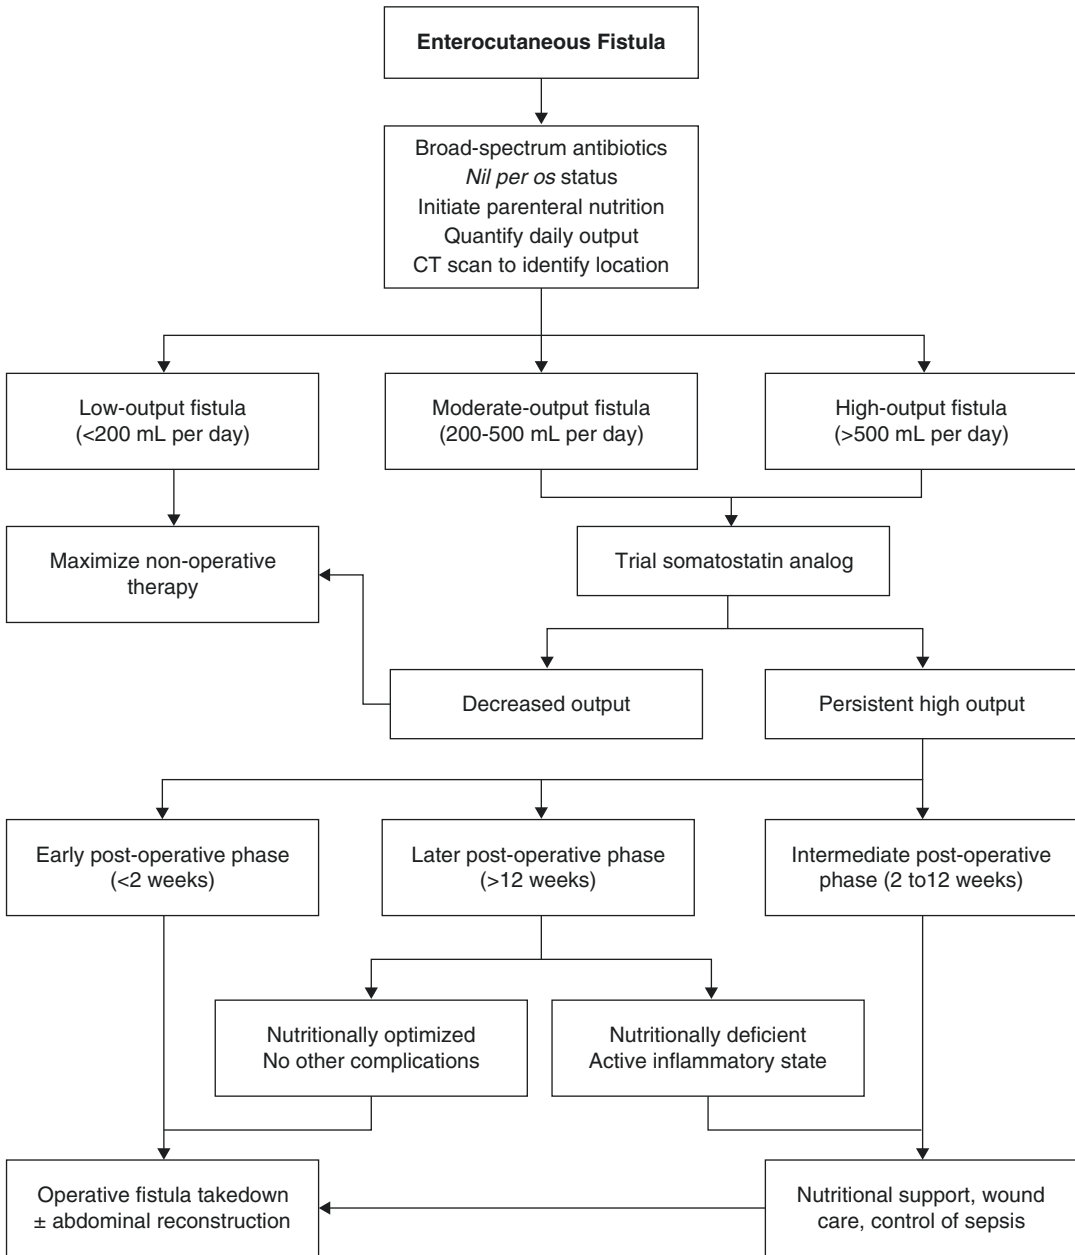 Enterocutaneous Fistula
Broad-spectrum antibiotics
Nil per os status
Initiate parenteral nutrition
Quantify daily output
CT scan to identify location
Low-output fistula
(<200 mL per day)
Moderate-output fistula
(200-500 mL per day)
High-output fistula
(>500 mL per day)
Maximize non-operative
therapy
Trial somatostatin analog
Decreased output
Persistent high output
Early post-operative phase
(<2 weeks)
Later post-operative phase
(>12 weeks)
Intermediate post-operative
phase (2 to12 weeks)
Nutritionally optimized
No other complications
Nutritionally deficient
Active inflammatory state
Operative fistula takedown
± abdominal reconstruction
Nutritional support, wound
care, control of sepsis